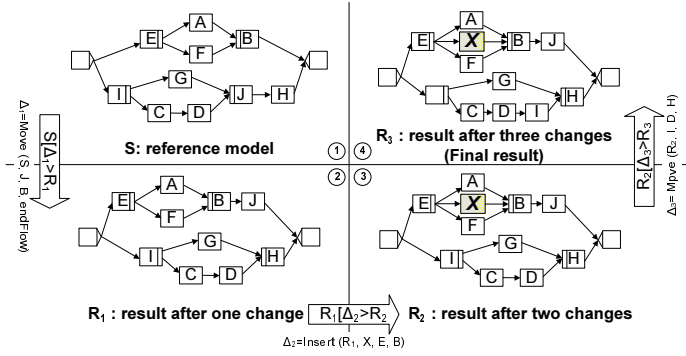 A
E
B
F
G
I
J
H
C
D
S: reference model
1
A
E
X
B
J
F
G
H
C
D
I
R3 : result after three changes
(Final result)
4
Δ1=Move (S, J, B, endFlow)
S[Δ1>R1
2
A
E
B
J
F
G
I
H
C
D
R1 : result after one change
R1[Δ2>R2
Δ2=Insert (R1, X, E, B)
3
A
E
X
B
J
F
G
I
H
C
D
R2 : result after two changes
R2[Δ3>R3
Δ3= Mpve (R2, I, D, H)